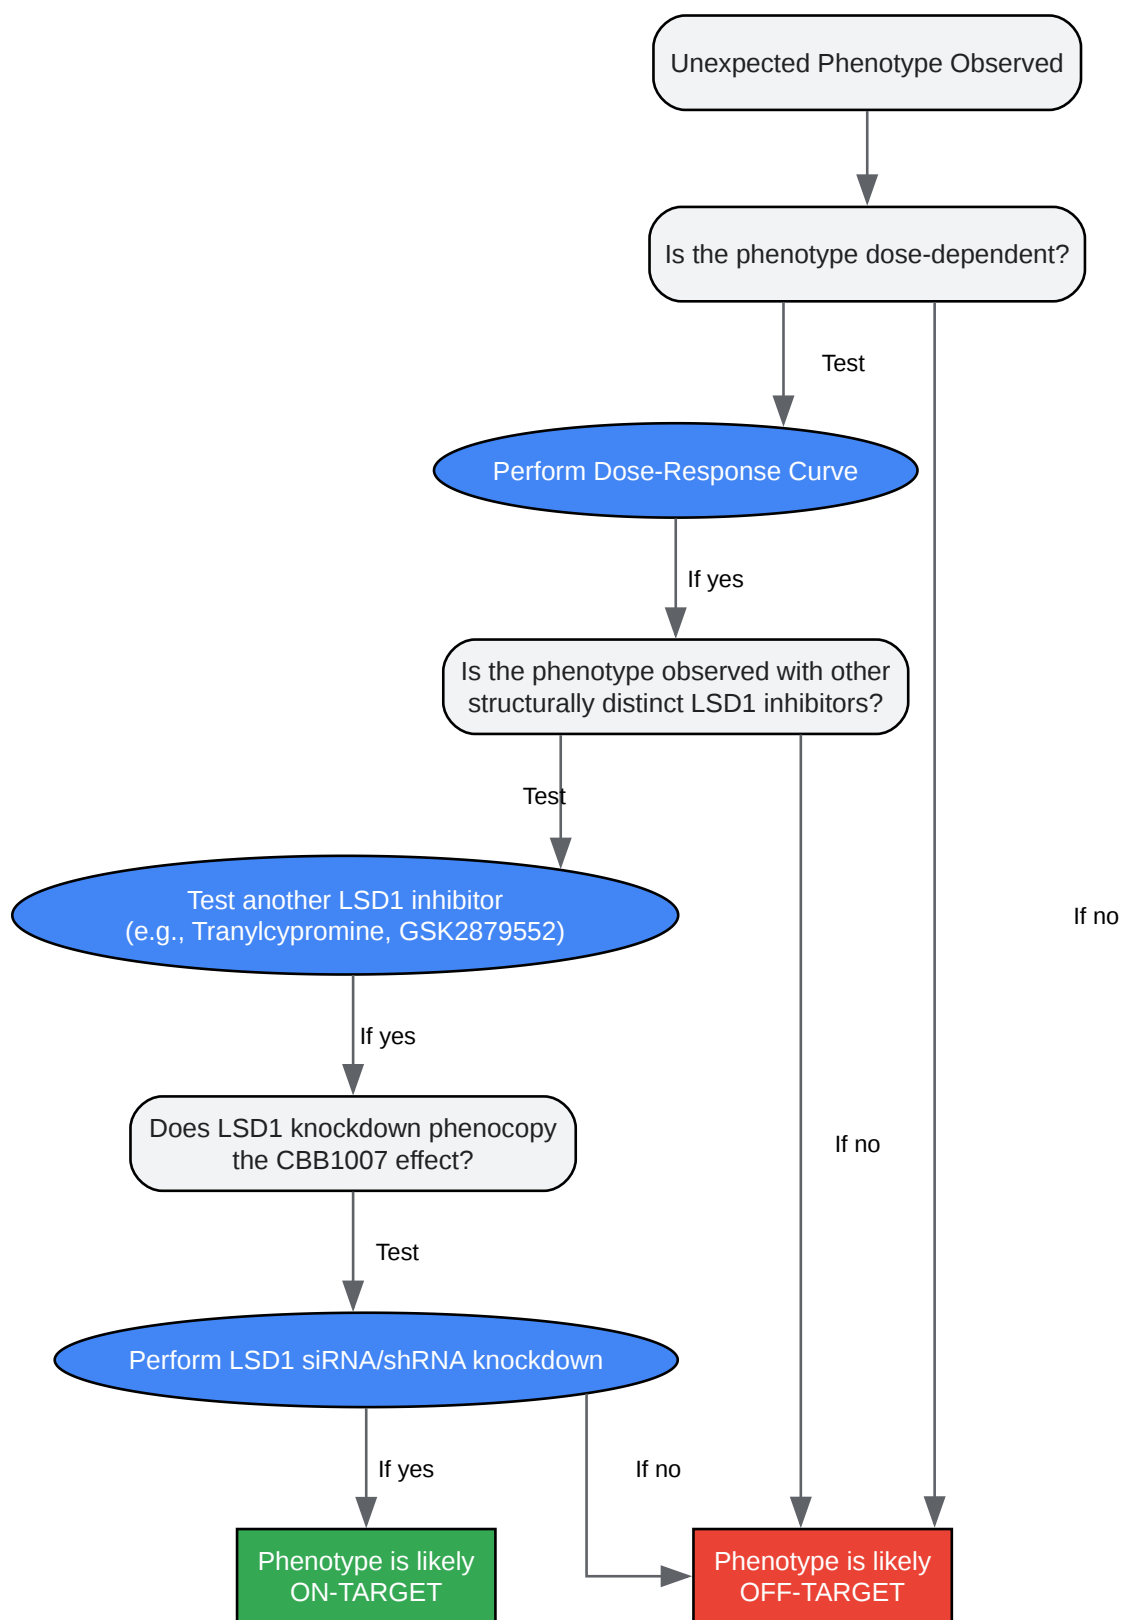 Unexpected Phenotype Observed
Is the phenotype dose-dependent?
Test
Perform Dose-Response Curve
If yes
Is the phenotype observed with other
structurally distinct LSD1 inhibitors?
Test
Test another LSD1 inhibitor
(e.g., Tranylcypromine, GSK2879552)
If no
If yes
Does LSD1 knockdown phenocopy
the CBB1007 effect?
If no
Test
Perform LSD1 siRNA/shRNA knockdown
If yes
If no
Phenotype is likely
ON-TARGET
Phenotype is likely
OFF-TARGET